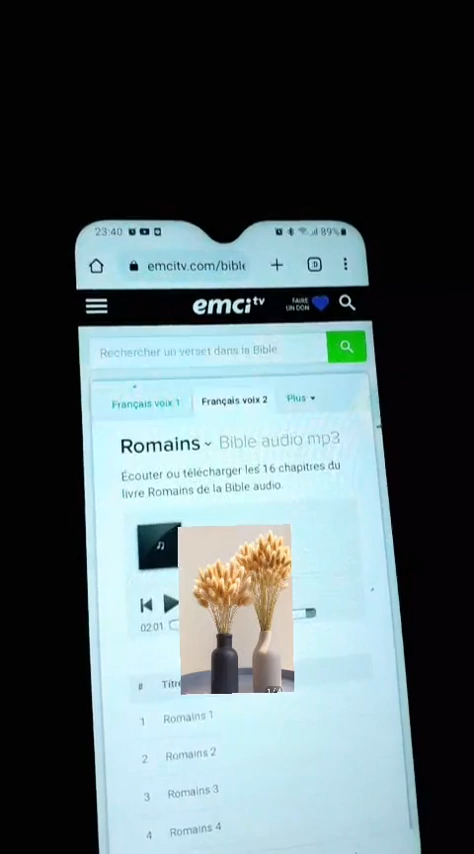 23:40 89%
emcitv.com/bible
emci tv FAIRE
UN DON
Rechercher un verset dans la Bible
Français voix 1 Français voix 2 Plus
Romains Bible audio mp3
Écouter ou télécharger les 16 chapitres du
livre Romains de la Bible audio.
02:01
# Titre
1 Romains 1
2 Romains 2
3 Romains 3
4 Romains 4